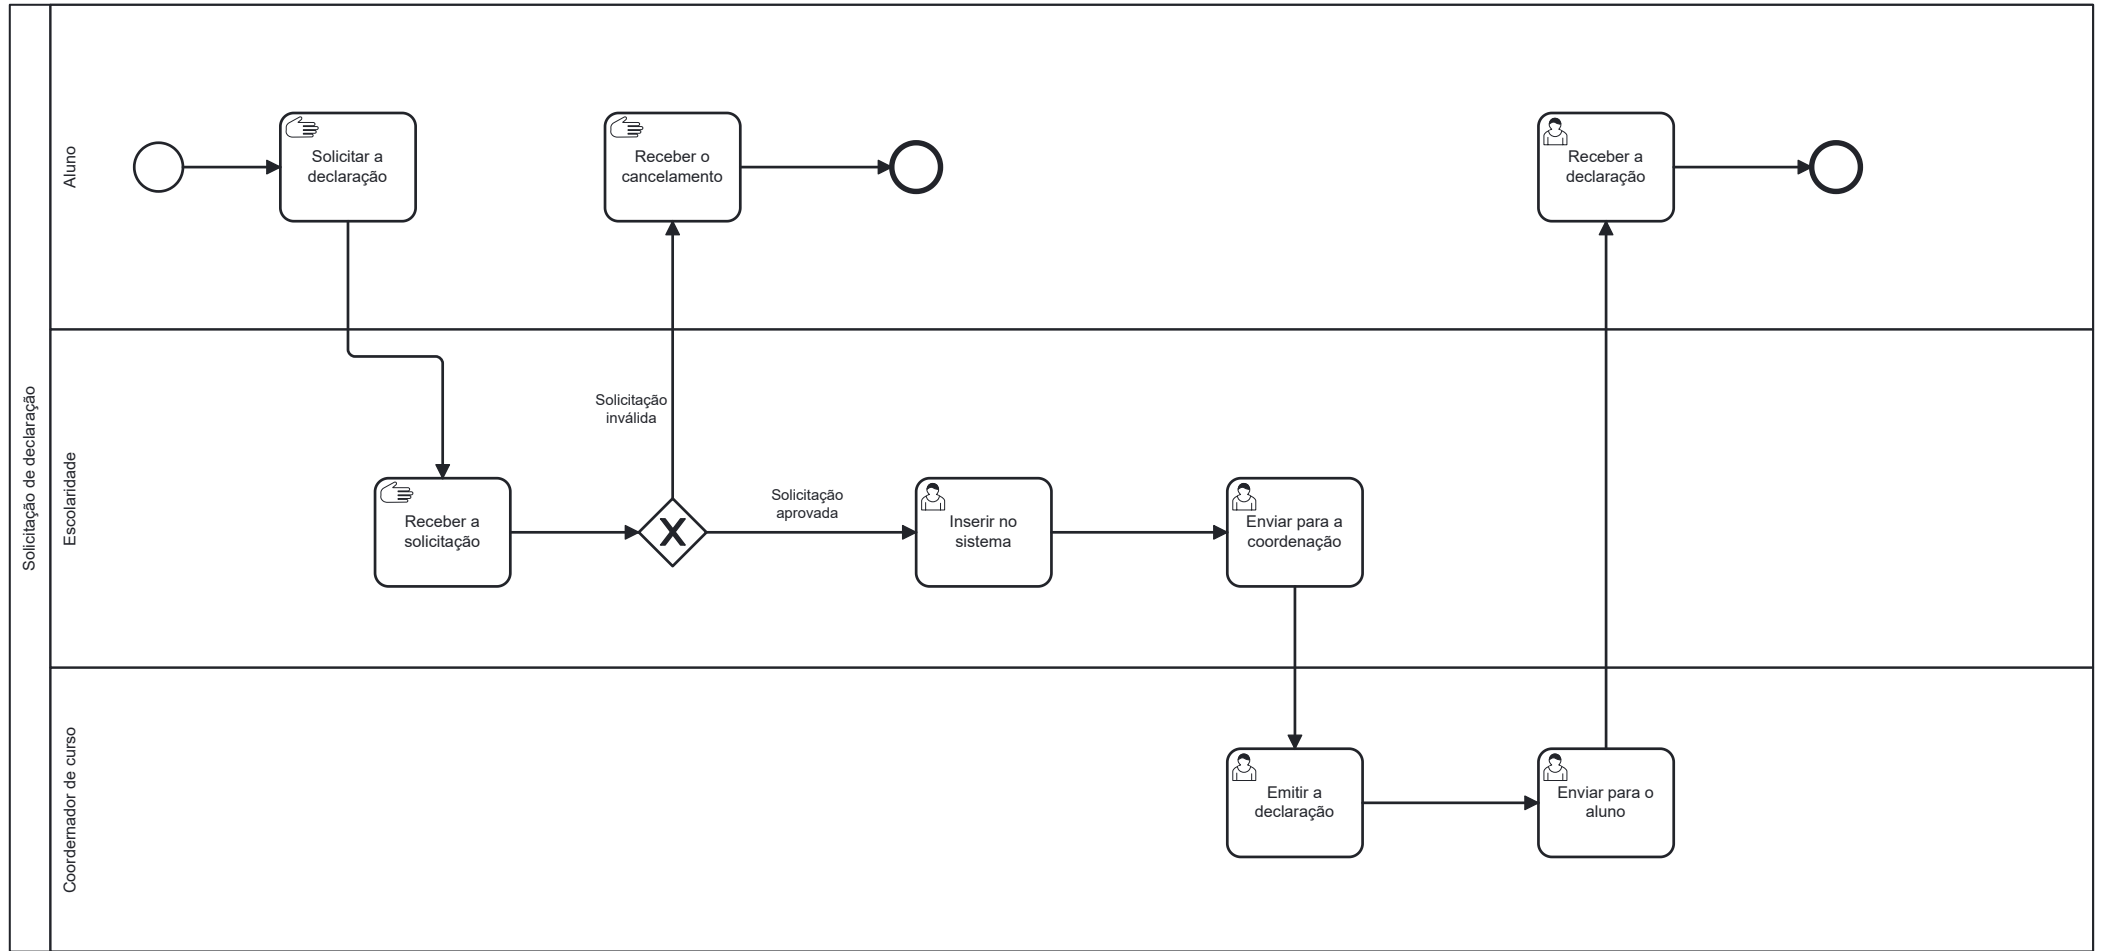 Solicitação de declaração
Aluno
Solicitar a
declaração
Receber o
cancelamento
Receber a
declaração
Escolaridade
Solicitação
inválida
Receber a
solicitação
Solicitação
aprovada
Inserir no
sistema
Enviar para a
coordenação
Coordernador de curso
Emitir a
declaração
Enviar para o
aluno